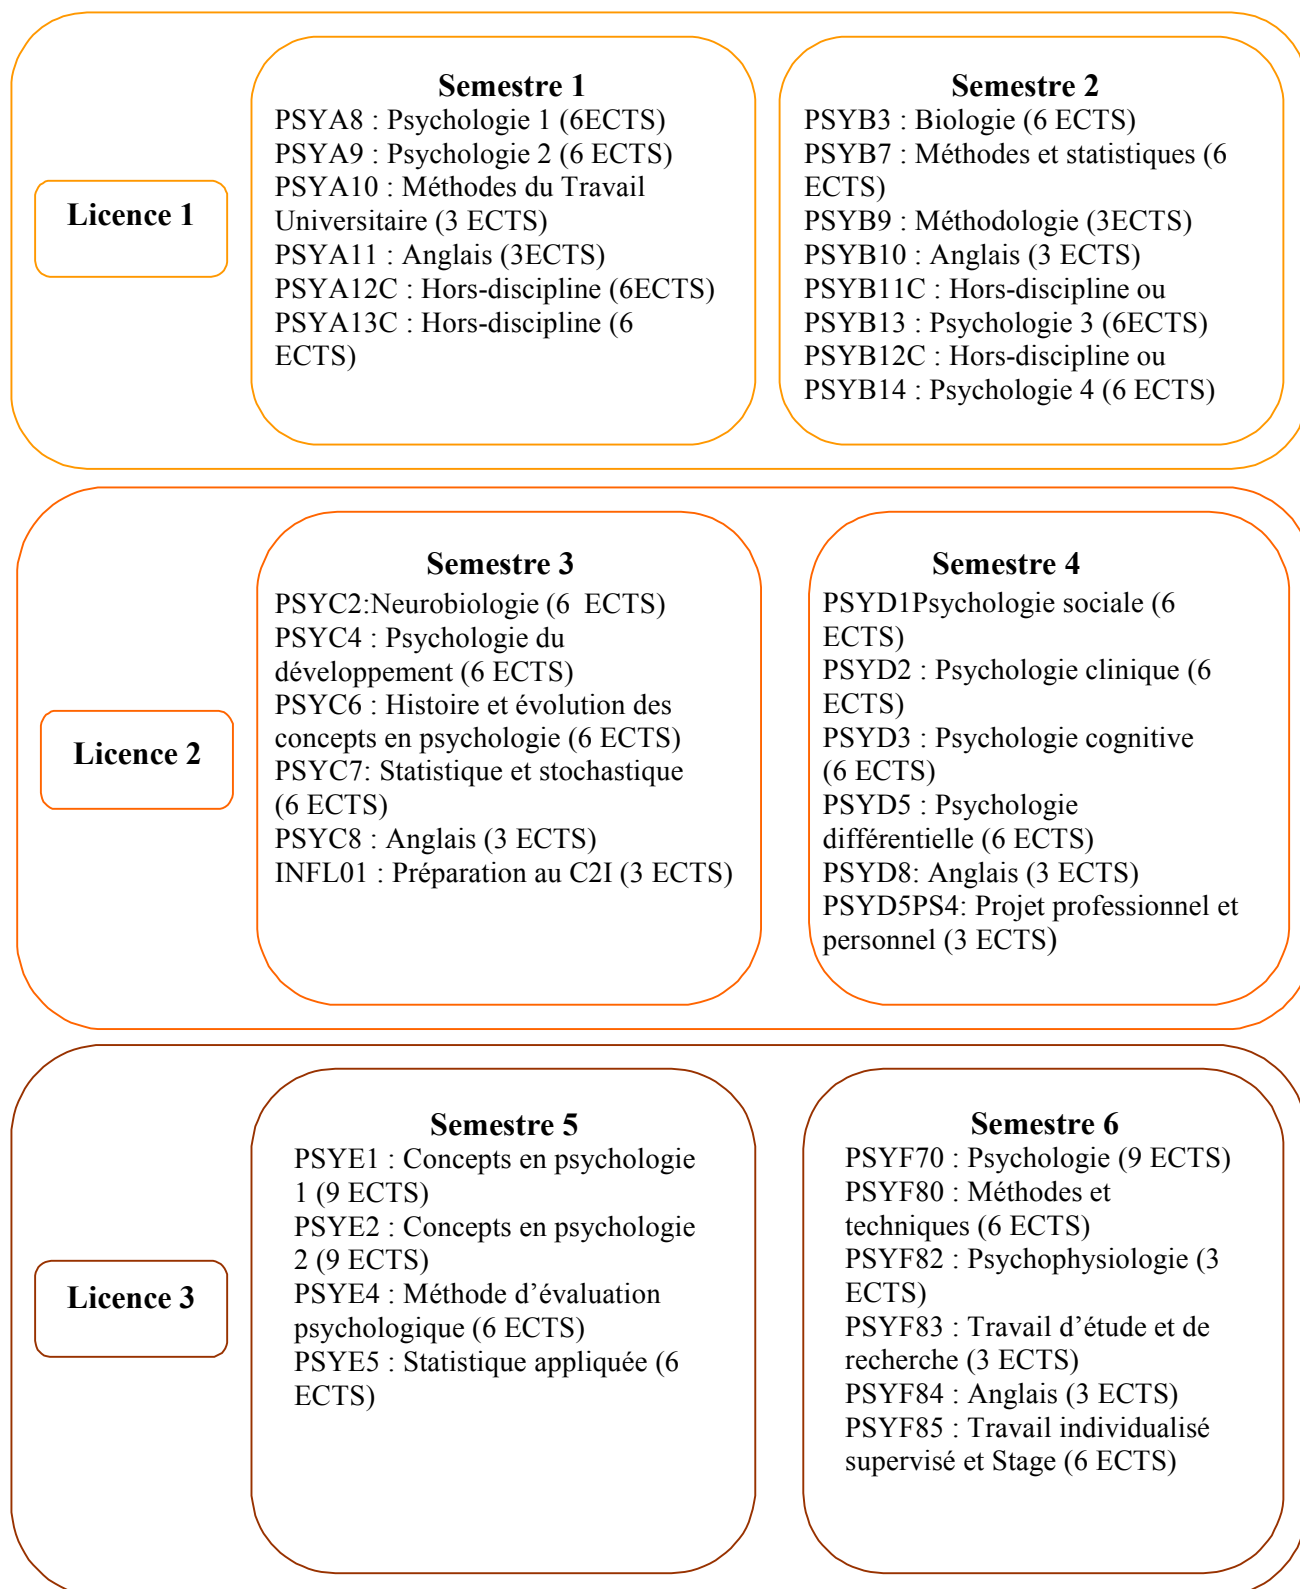 Licence 1
Semestre 1
PSYA8 : Psychologie 1 (6ECTS)
PSYA9 : Psychologie 2 (6 ECTS)
PSYA10 : Méthodes du Travail
Universitaire (3 ECTS)
PSYA11 : Anglais (3ECTS)
PSYA12C : Hors-discipline (6ECTS)
PSYA13C : Hors-discipline (6
ECTS)
Semestre 2
PSYB3 : Biologie (6 ECTS)
PSYB7 : Méthodes et statistiques (6
ECTS)
PSYB9 : Méthodologie (3ECTS)
PSYB10 : Anglais (3 ECTS)
PSYB11C : Hors-discipline ou
PSYB13 : Psychologie 3 (6ECTS)
PSYB12C : Hors-discipline ou
PSYB14 : Psychologie 4 (6 ECTS)
Licence 2
Semestre 3
PSYC2:Neurobiologie (6 ECTS)
PSYC4 : Psychologie du
développement (6 ECTS)
PSYC6 : Histoire et évolution des
concepts en psychologie (6 ECTS)
PSYC7: Statistique et stochastique
(6 ECTS)
PSYC8 : Anglais (3 ECTS)
INFL01 : Préparation au C2I (3 ECTS)
Semestre 4
PSYD1Psychologie sociale (6
ECTS)
PSYD2 : Psychologie clinique (6
ECTS)
PSYD3 : Psychologie cognitive
(6 ECTS)
PSYD5 : Psychologie
différentielle (6 ECTS)
PSYD8: Anglais (3 ECTS)
PSYD5PS4: Projet professionnel et
personnel (3 ECTS)
Licence 3
Semestre 5
PSYE1 : Concepts en psychologie
1 (9 ECTS)
PSYE2 : Concepts en psychologie
2 (9 ECTS)
PSYE4 : Méthode d’évaluation
psychologique (6 ECTS)
PSYE5 : Statistique appliquée (6
ECTS)
Semestre 6
PSYF70 : Psychologie (9 ECTS)
PSYF80 : Méthodes et
techniques (6 ECTS)
PSYF82 : Psychophysiologie (3
ECTS)
PSYF83 : Travail d’étude et de
recherche (3 ECTS)
PSYF84 : Anglais (3 ECTS)
PSYF85 : Travail individualisé
supervisé et Stage (6 ECTS)